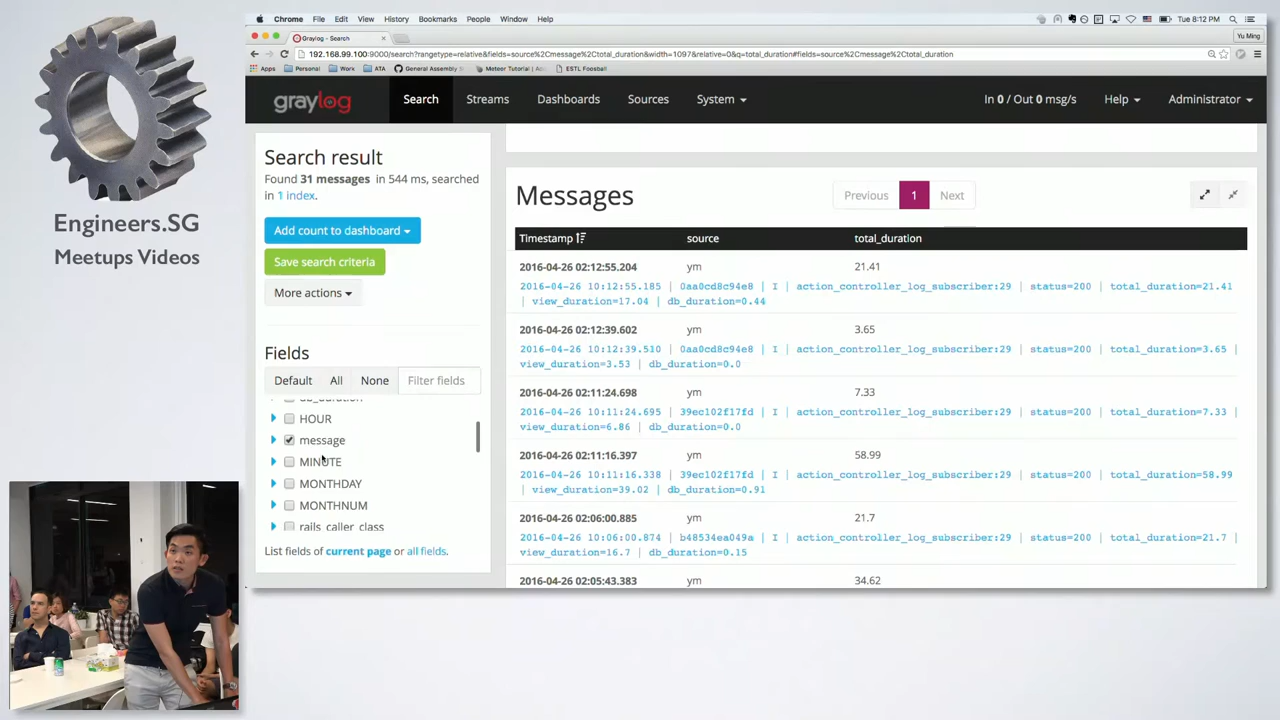 Chrome File Edit View History Bookmarks People Window Help
Tue 8:12 PM
Graylog - Search
Yu Ming
192.168.99.100:9000/search?rangetype=relative&fields=source%2Cmessage%2Ctotal_duration&width=1097&relative=0&q=total_duration#fields=source%2Cmessage%2Ctotal_duration
Apps Personal Work ATA General Assembly Meteor Tutorial | Ado ESTL Foosball
graylog Search Streams Dashboards Sources System In 0 / Out 0 msg/s Help Administrator
Engineers.SG
Meetups Videos
Search result
Found 31 messages in 544 ms, searched
in 1 index.
Add count to dashboard
Save search criteria
More actions
Fields
Default All None Filter fields
db_duration
HOUR
message
MINUTE
MONTHDAY
MONTHNUM
rails_caller_class
List fields of current page or all fields.
Messages
Previous 1 Next
Timestamp source total_duration
2016-04-26 02:12:55.204 ym 21.41
2016-04-26 10:12:55.185 | 0aa0cd8c94e8 | I | action_controller_log_subscriber:29 | status=200 | total_duration=21.41
| view_duration=17.04 | db_duration=0.44
2016-04-26 02:12:39.602 ym 3.65
2016-04-26 10:12:39.510 | 0aa0cd8c94e8 | I | action_controller_log_subscriber:29 | status=200 | total_duration=3.65 |
view_duration=3.53 | db_duration=0.0
2016-04-26 02:11:24.698 ym 7.33
2016-04-26 10:11:24.695 | 39ec102f17fd | I | action_controller_log_subscriber:29 | status=200 | total_duration=7.33 |
view_duration=6.86 | db_duration=0.0
2016-04-26 02:11:16.397 ym 58.99
2016-04-26 10:11:16.338 | 39ec102f17fd | I | action_controller_log_subscriber:29 | status=200 | total_duration=58.99
| view_duration=39.02 | db_duration=0.91
2016-04-26 02:06:00.885 ym 21.7
2016-04-26 10:06:00.874 | b48534ea049a | I | action_controller_log_subscriber:29 | status=200 | total_duration=21.7 |
view_duration=16.7 | db_duration=0.15
2016-04-26 02:05:43.383 ym 34.62